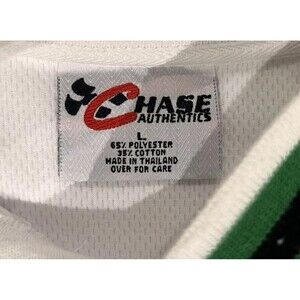 CHASE
AUTHENTICS
L
65% POLYESTER
35% COTTON
MADE IN THAILAND
OVER FOR CARE